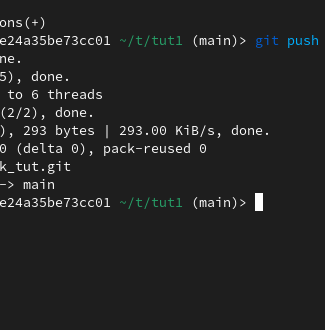 ons(+)
e24a35be73cc01 ~/t/tut1 (main)> git push
ne.
5), done.
to 6 threads
(2/2), done.
), 293 bytes | 293.00 KiB/s, done.
0 (delta 0), pack-reused 0
k_tut.git
-> main
e24a35be73cc01 ~/t/tut1 (main)>